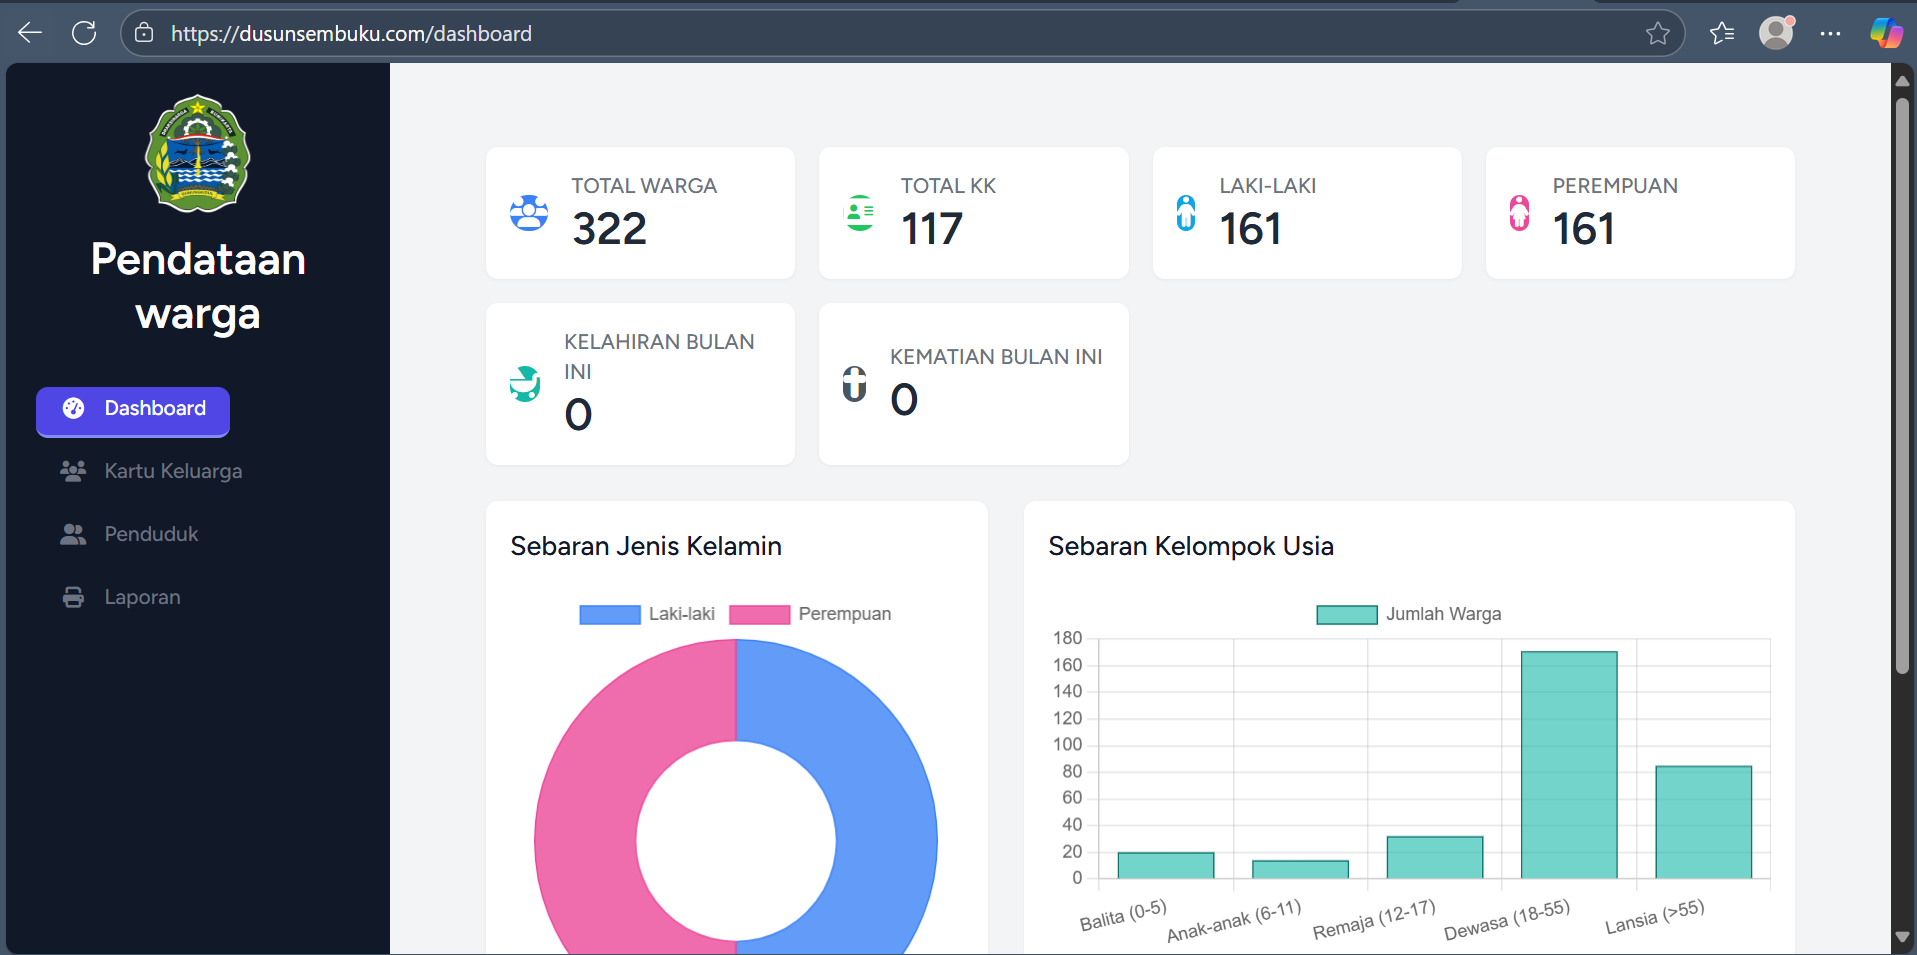 https://dusunsembuku.com/dashboard
Pendataan
warga
Dashboard
Kartu Keluarga
Penduduk
Laporan
TOTAL WARGA
322
TOTAL KK
117
LAKI-LAKI
161
PEREMPUAN
161
KELAHIRAN BULAN
INI
0
KEMATIAN BULAN INI
0
Sebaran Jenis Kelamin
Laki-laki
Perempuan
Sebaran Kelompok Usia
Jumlah Warga
180
160
140
120
100
80
60
40
20
0
Balita (0-5)
Anak-anak (6-11)
Remaja (12-17)
Dewasa (18-55)
Lansia (>55)